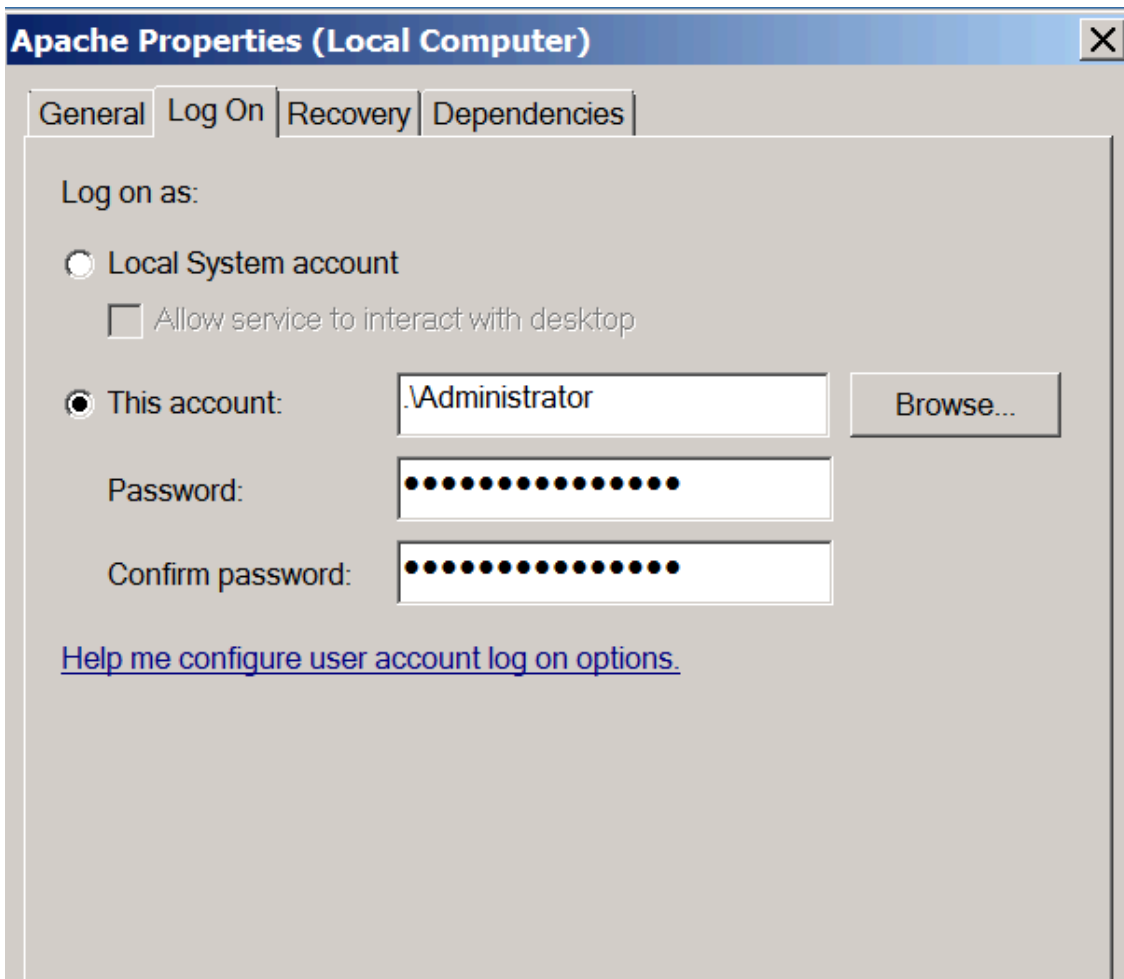 Apache Properties (Local Computer)
General Log On Recovery Dependencies
Log on as:
Local System account
Allow service to interact with desktop
This account: .\Administrator Browse...
Password: •••••••••••••••
Confirm password: •••••••••••••••
Help me configure user account log on options.